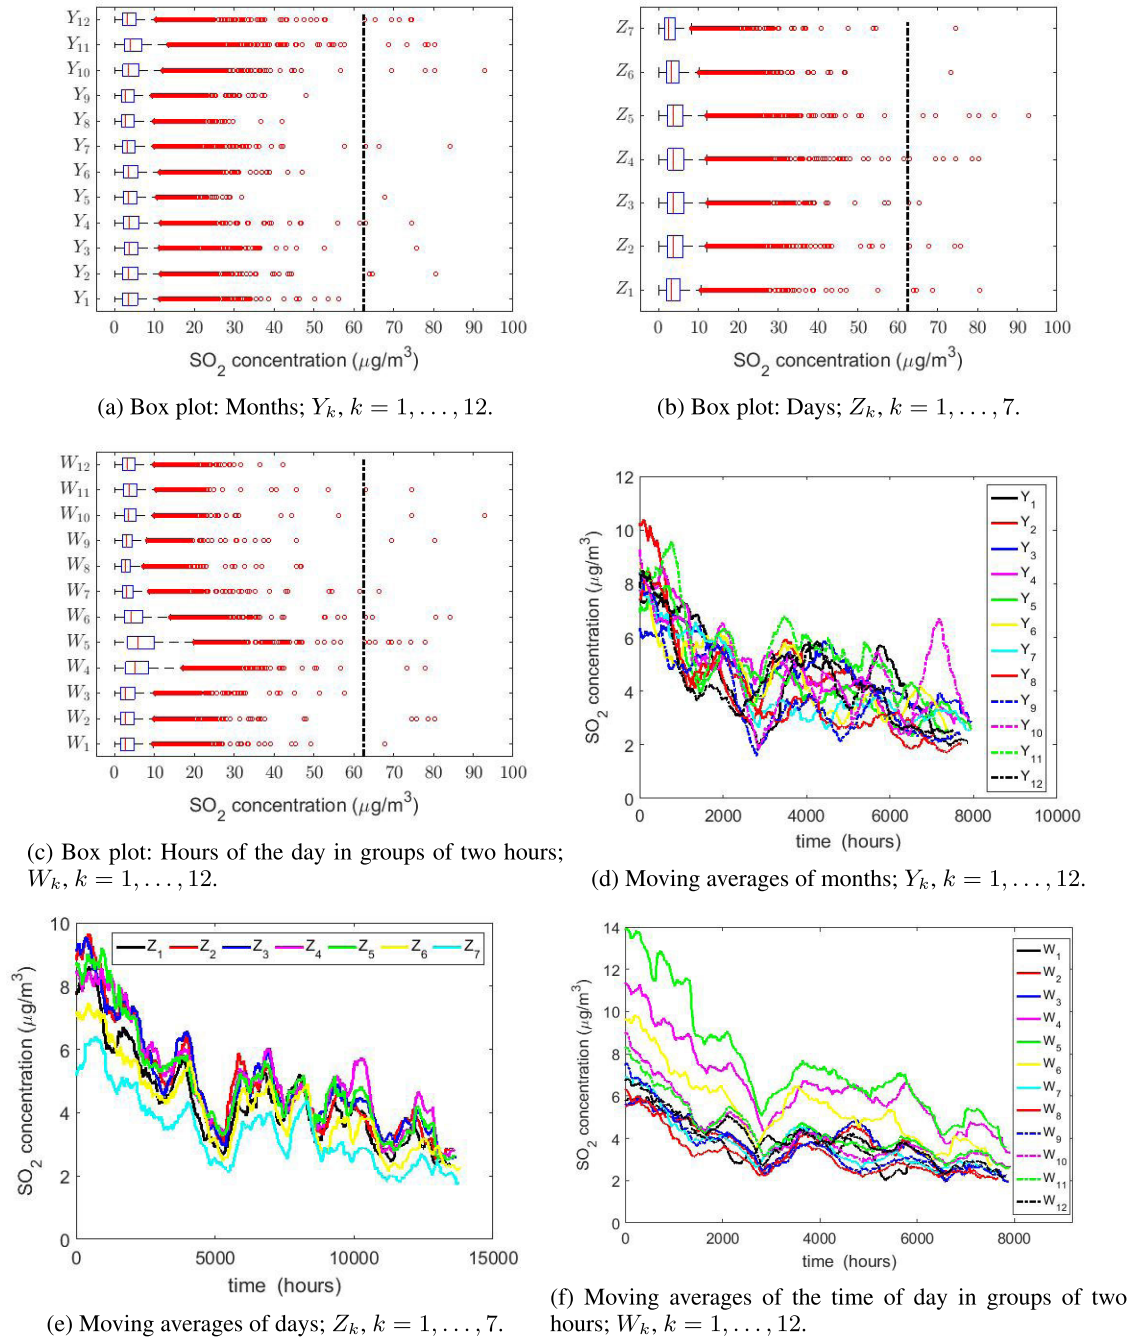 Y12
Y11
Y10
Y9
Y8
Y7
Y6
Y5
Y4
Y3
Y2
Y1
0 10 20 30 40 50 60 70 80 90 100
SO2 concentration (μg/m3)
(a) Box plot: Months; Yk, k = 1, . . . , 12.
Z7
Z6
Z5
Z4
Z3
Z2
Z1
0 10 20 30 40 50 60 70 80 90 100
SO2 concentration (μg/m3)
(b) Box plot: Days; Zk, k = 1, . . . , 7.
W12
W11
W10
W9
W8
W7
W6
W5
W4
W3
W2
W1
0 10 20 30 40 50 60 70 80 90 100
SO2 concentration (μg/m3)
(c) Box plot: Hours of the day in groups of two hours;
Wk, k = 1, . . . , 12.
12
10
8
6
4
2
0
SO2 concentration (μg/m3)
0 2000 4000 6000 8000 10000
time (hours)
Y1
Y2
Y3
Y4
Y5
Y6
Y7
Y8
Y9
Y10
Y11
Y12
(d) Moving averages of months; Yk, k = 1, . . . , 12.
10
8
6
4
2
0
SO2 concentration (μg/m3)
Z1 Z2 Z3 Z4 Z5 Z6 Z7
0 5000 10000 15000
time (hours)
(e) Moving averages of days; Zk, k = 1, . . . , 7.
14
12
10
8
6
4
2
0
SO2 concentration (μg/m3)
0 2000 4000 6000 8000
time (hours)
W1
W2
W3
W4
W5
W6
W7
W8
W9
W10
W11
W12
(f) Moving averages of the time of day in groups of two
hours; Wk, k = 1, . . . , 12.